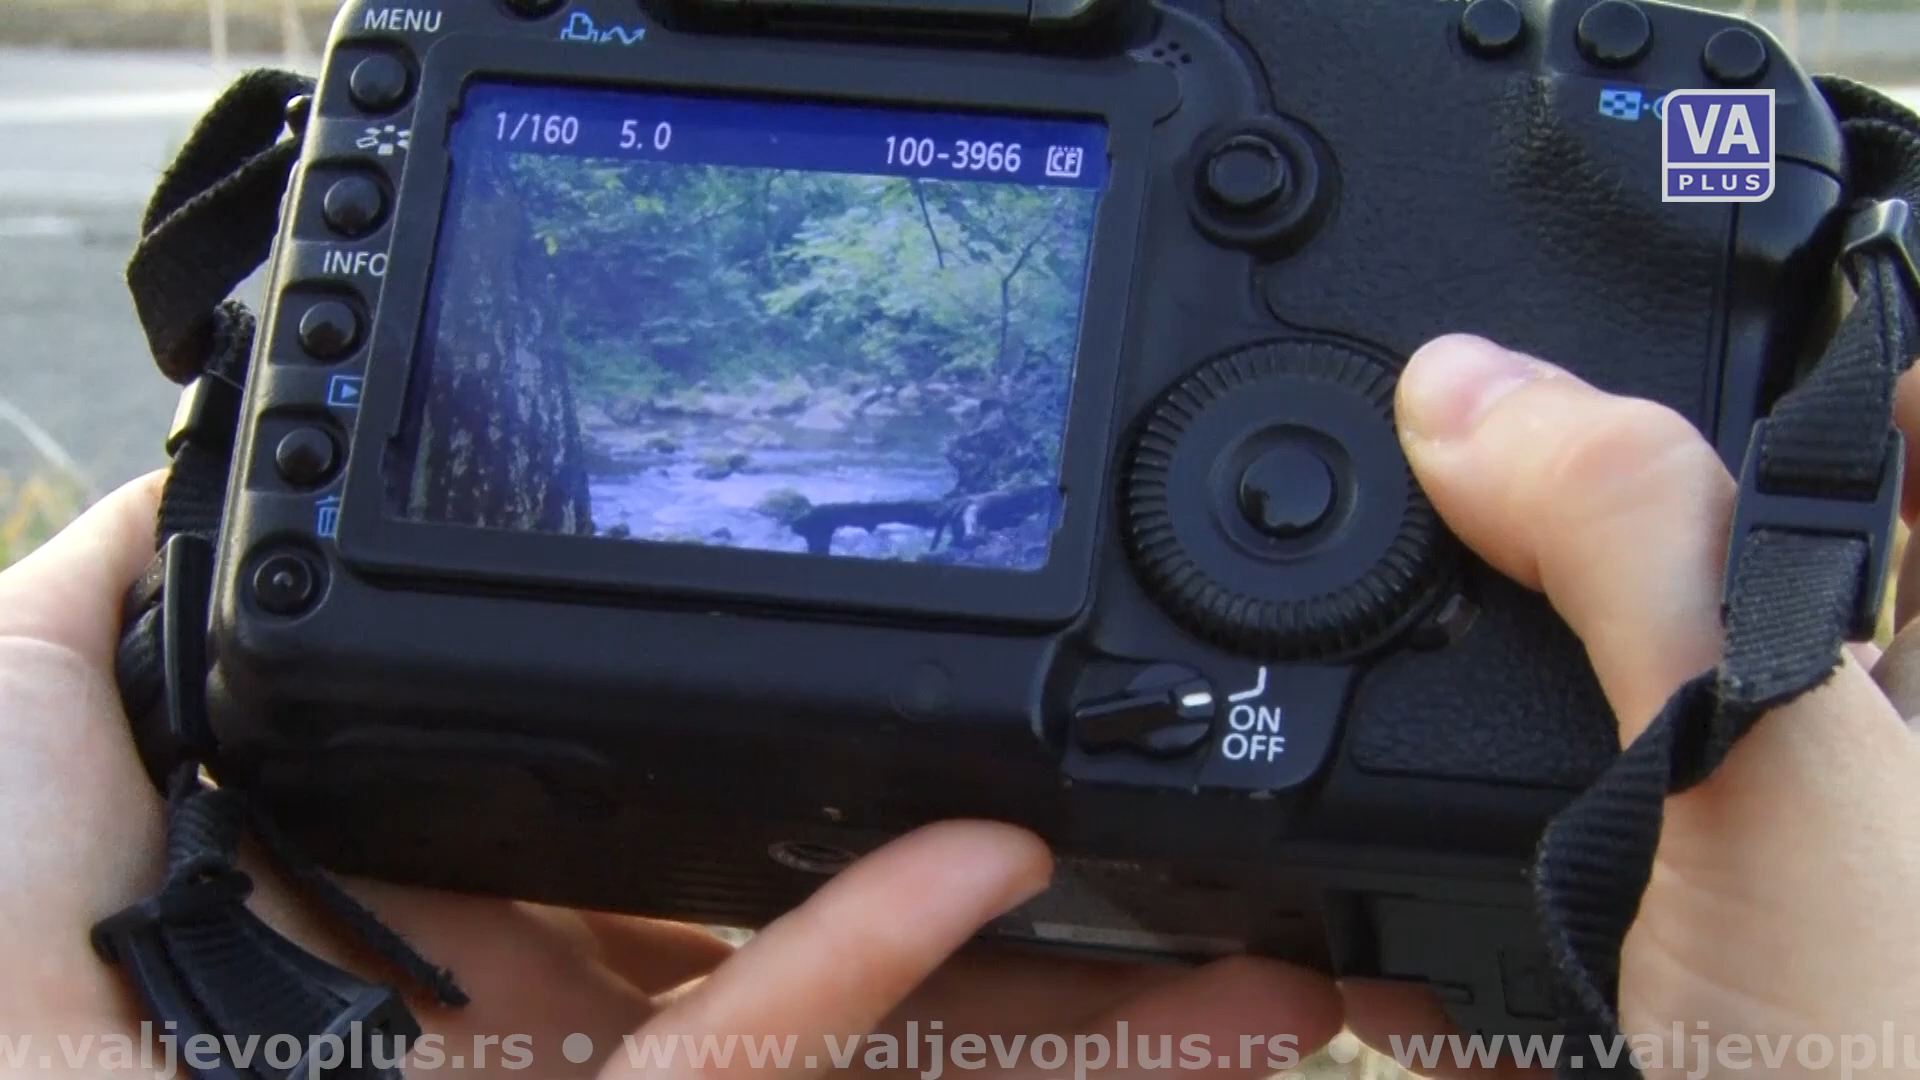 MENU
1/160 5.0 100-3966 CF
VA
PLUS
INFO
ON
OFF
w.valjevoplus.rs • www.valjevoplus.rs • www.valjevoplu